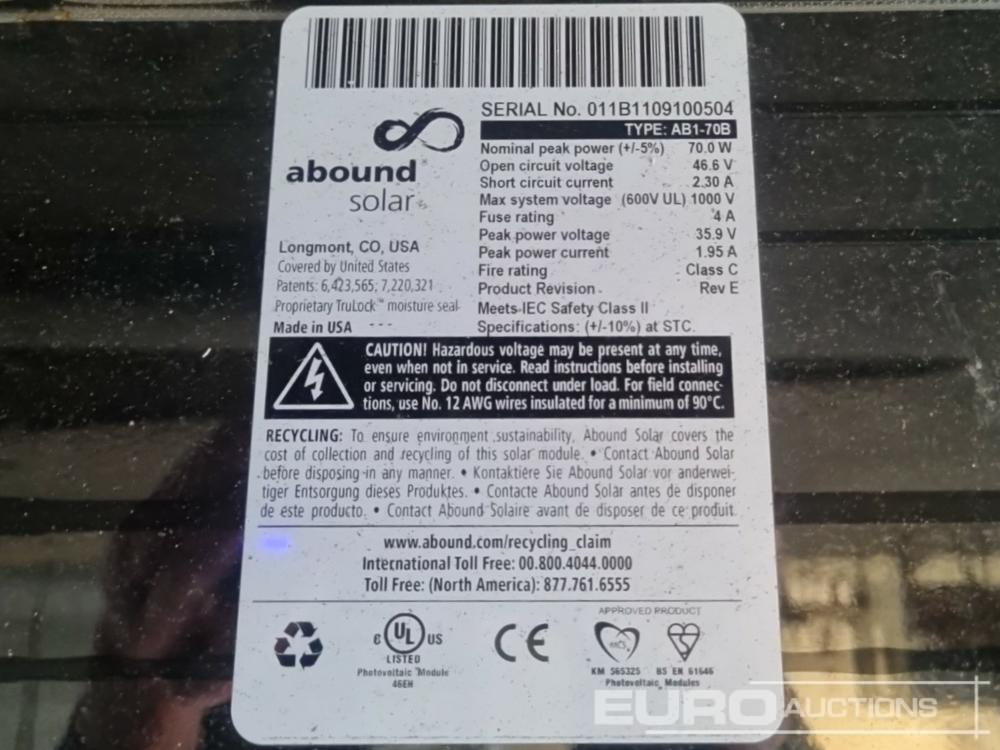 SERIAL No. 011B1109100504
TYPE: AB1-70B
abound
solar
Nominal peak power (+/-5%) 70.0 W
Open circuit voltage 46.6 V
Short circuit current 2.30 A
Max system voltage (600V UL) 1000 V
Fuse rating 4 A
Peak power voltage 35.9 V
Peak power current 1.95 A
Fire rating Class C
Product Revision Rev E
Meets IEC Safety Class II
Specifications: (+/-10%) at STC.
Longmont, CO, USA
Covered by United States
Patents: 6,423,565; 7,220,321
Proprietary TruLock™ moisture seal
Made in USA ---
CAUTION! Hazardous voltage may be present at any time,
even when not in service. Read instructions before installing
or servicing. Do not disconnect under load. For field connec-
tions, use No. 12 AWG wires insulated for a minimum of 90°C.
RECYCLING: To ensure environment sustainability, Abound Solar covers the
cost of collection and recycling of this solar module. • Contact Abound Solar
before disposing in any manner. • Kontaktiere Sie Abound Solar vor anderwei-
tiger Entsorgung dieses Produktes. • Contacte Abound Solar antes de disponer
de este producto. • Contact Abound Solaire avant de disposer de ce produit.
www.abound.com/recycling_claim
International Toll Free: 00.800.4044.0000
Toll Free: (North America): 877.761.6555
APPROVED PRODUCT
c UL US
LISTED
Photovoltaic Module
46EH
CE
MCS
KM 565325 BS EN 61646
Photovoltaic Modules
EURO AUCTIONS